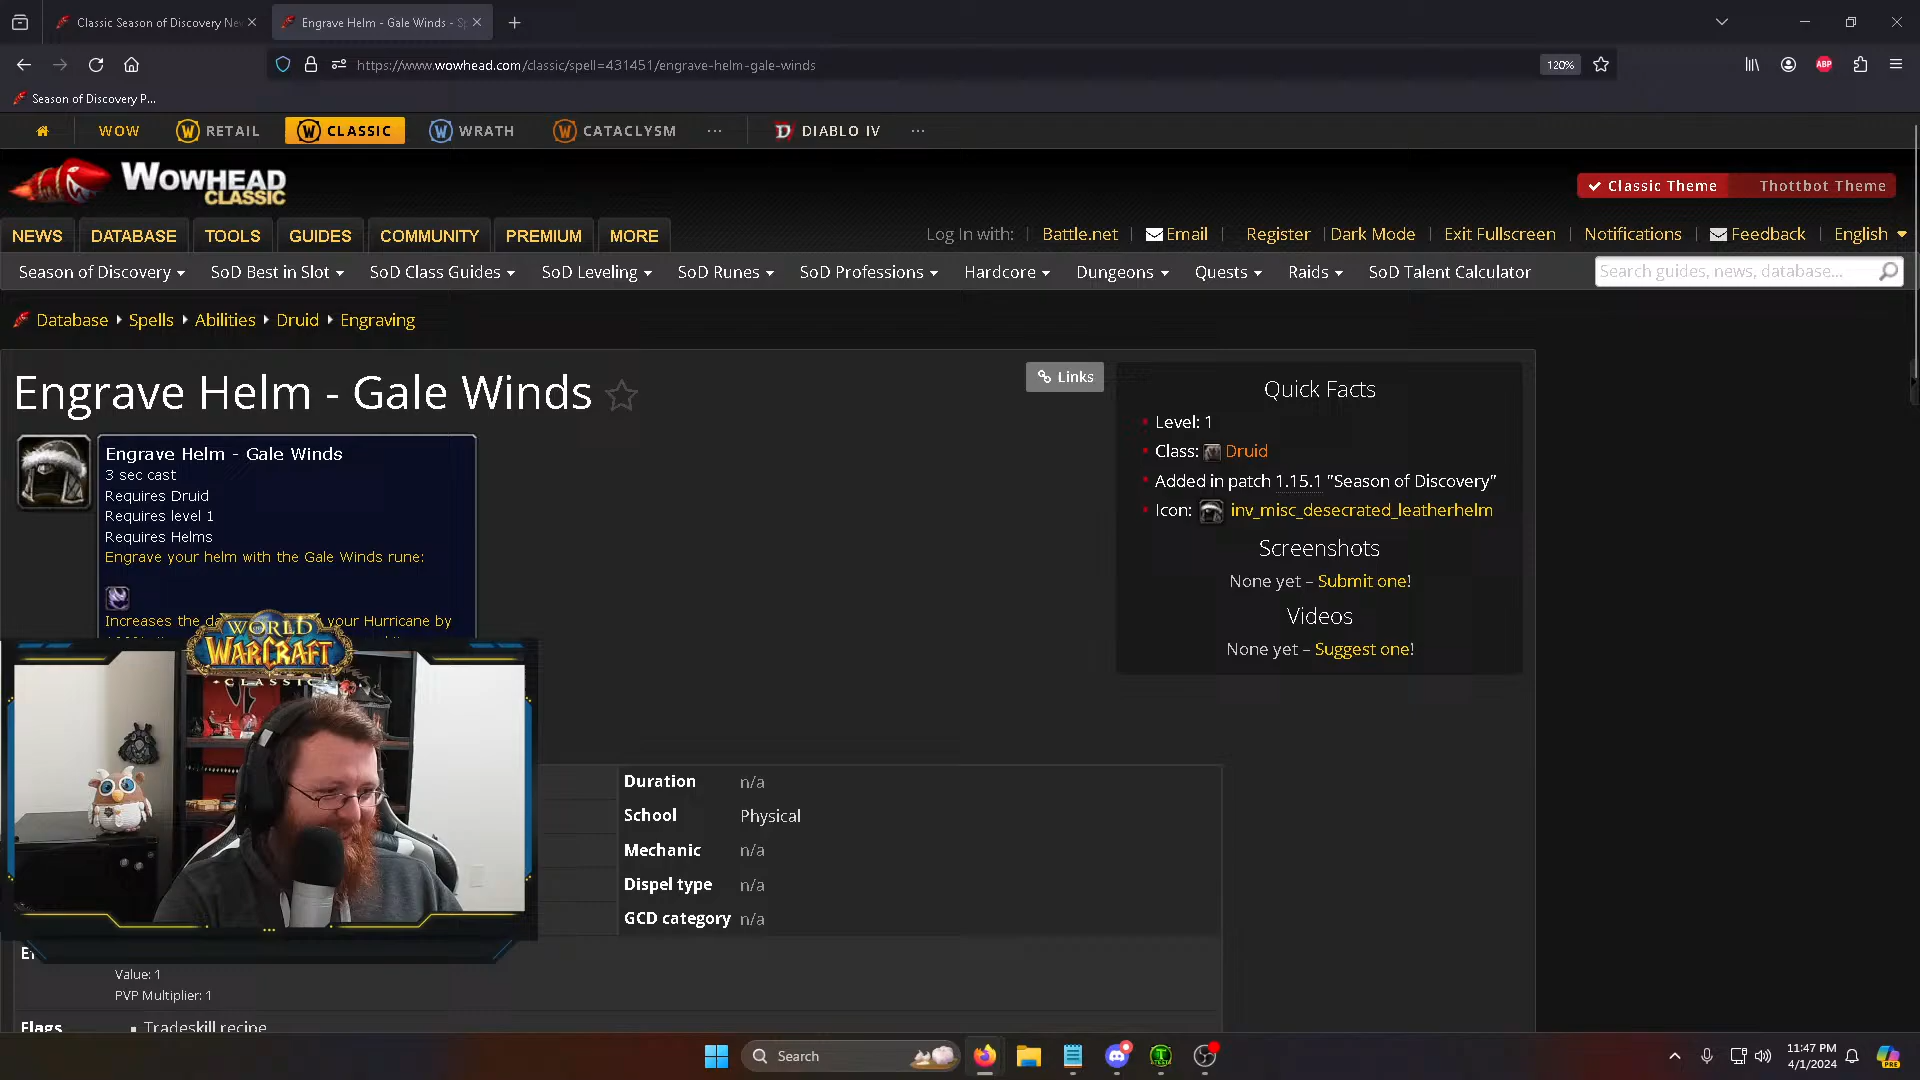 Classic Season of Discovery Ne
Engrave Helm - Gale Winds - Sp
https://www.wowhead.com/classic/spell=431451/engrave-helm-gale-winds
120%
ABP
Season of Discovery P...
WOW
RETAIL
CLASSIC
WRATH
CATACLYSM
DIABLO IV
WOWHEAD
CLASSIC
Classic Theme
Thottbot Theme
NEWS
DATABASE
TOOLS
GUIDES
COMMUNITY
PREMIUM
MORE
Log In with:
Battle.net
Email
Register
Dark Mode
Exit Fullscreen
Notifications
Feedback
English
Season of Discovery
SoD Best in Slot
SoD Class Guides
SoD Leveling
SoD Runes
SoD Professions
Hardcore
Dungeons
Quests
Raids
SoD Talent Calculator
Search guides, news, database...
Database
Spells
Abilities
Druid
Engraving
Engrave Helm - Gale Winds
Links
Engrave Helm - Gale Winds
3 sec cast
Requires Druid
Requires level 1
Requires Helms
Engrave your helm with the Gale Winds rune:
Increases the da your Hurricane by
Quick Facts
Level: 1
Class: Druid
Added in patch 1.15.1 "Season of Discovery"
Icon: inv_misc_desecrated_leatherhelm
Screenshots
None yet – Submit one!
Videos
None yet – Suggest one!
WORLD
WARCRAFT
CLASSIC
Duration n/a
School Physical
Mechanic n/a
Dispel type n/a
GCD category n/a
Value: 1
PVP Multiplier: 1
Flags
Tradeskill recipe
Search
11:47 PM
4/1/2024
PRE